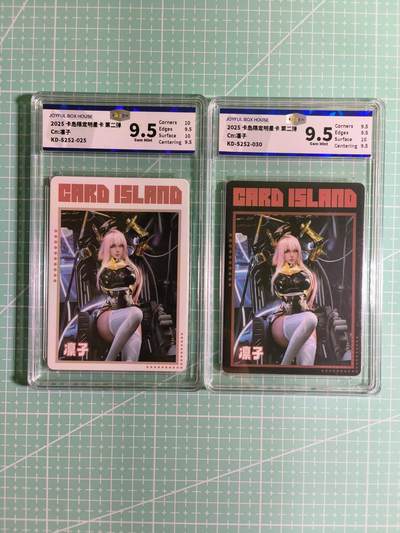 JOYFUL BOX HOUSE
2025 卡岛限定明星卡 第二弹
Cn:凛子
KD-S2S2-025
9.5
Gem Mint
Corners 10
Edges 9.5
Surface 10
Centering 9.5
CARD ISLAND
凛子
JOYFUL BOX HOUSE
2025 卡岛限定明星卡 第二弹
Cn:凛子
KD-S2S2-030
9.5
Gem Mint
Corners 9.5
Edges 9.5
Surface 10
Centering 9.5
CARD ISLAND
凛子